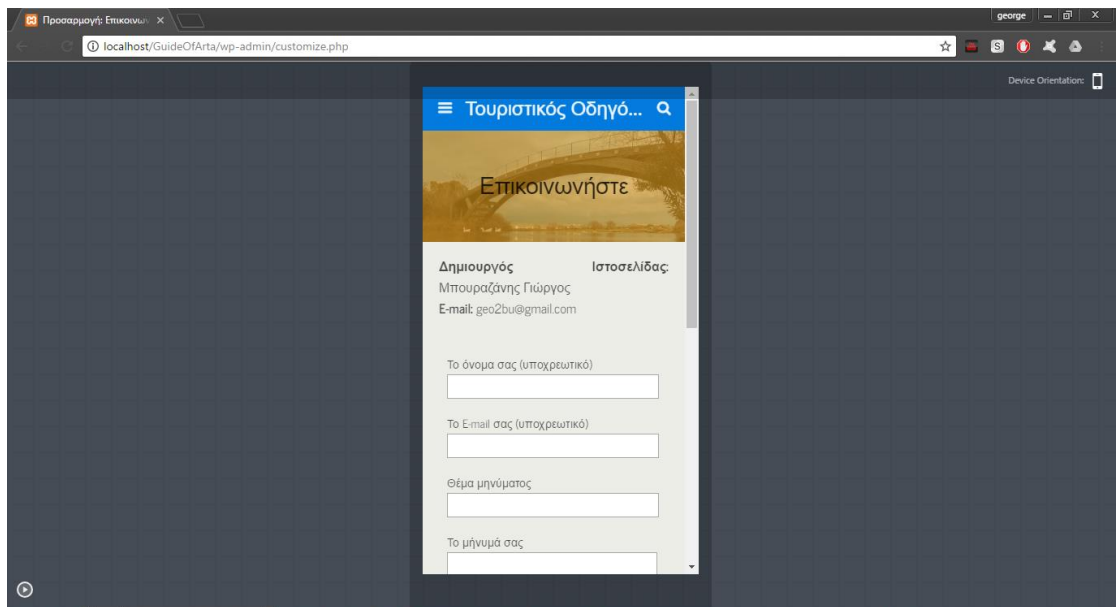 Προσαρμογή: Επικοινων
george
localhost/GuideOfArta/wp-admin/customize.php
Device Orientation:
Τουριστικός Οδηγό...
Επικοινωνήστε
Δημιουργός Ιστοσελίδας:
Μπουραζάνης Γιώργος
E-mail: geo2bu@gmail.com
Το όνομα σας (υποχρεωτικό)
Το E-mail σας (υποχρεωτικό)
Θέμα μηνύματος
Το μήνυμά σας